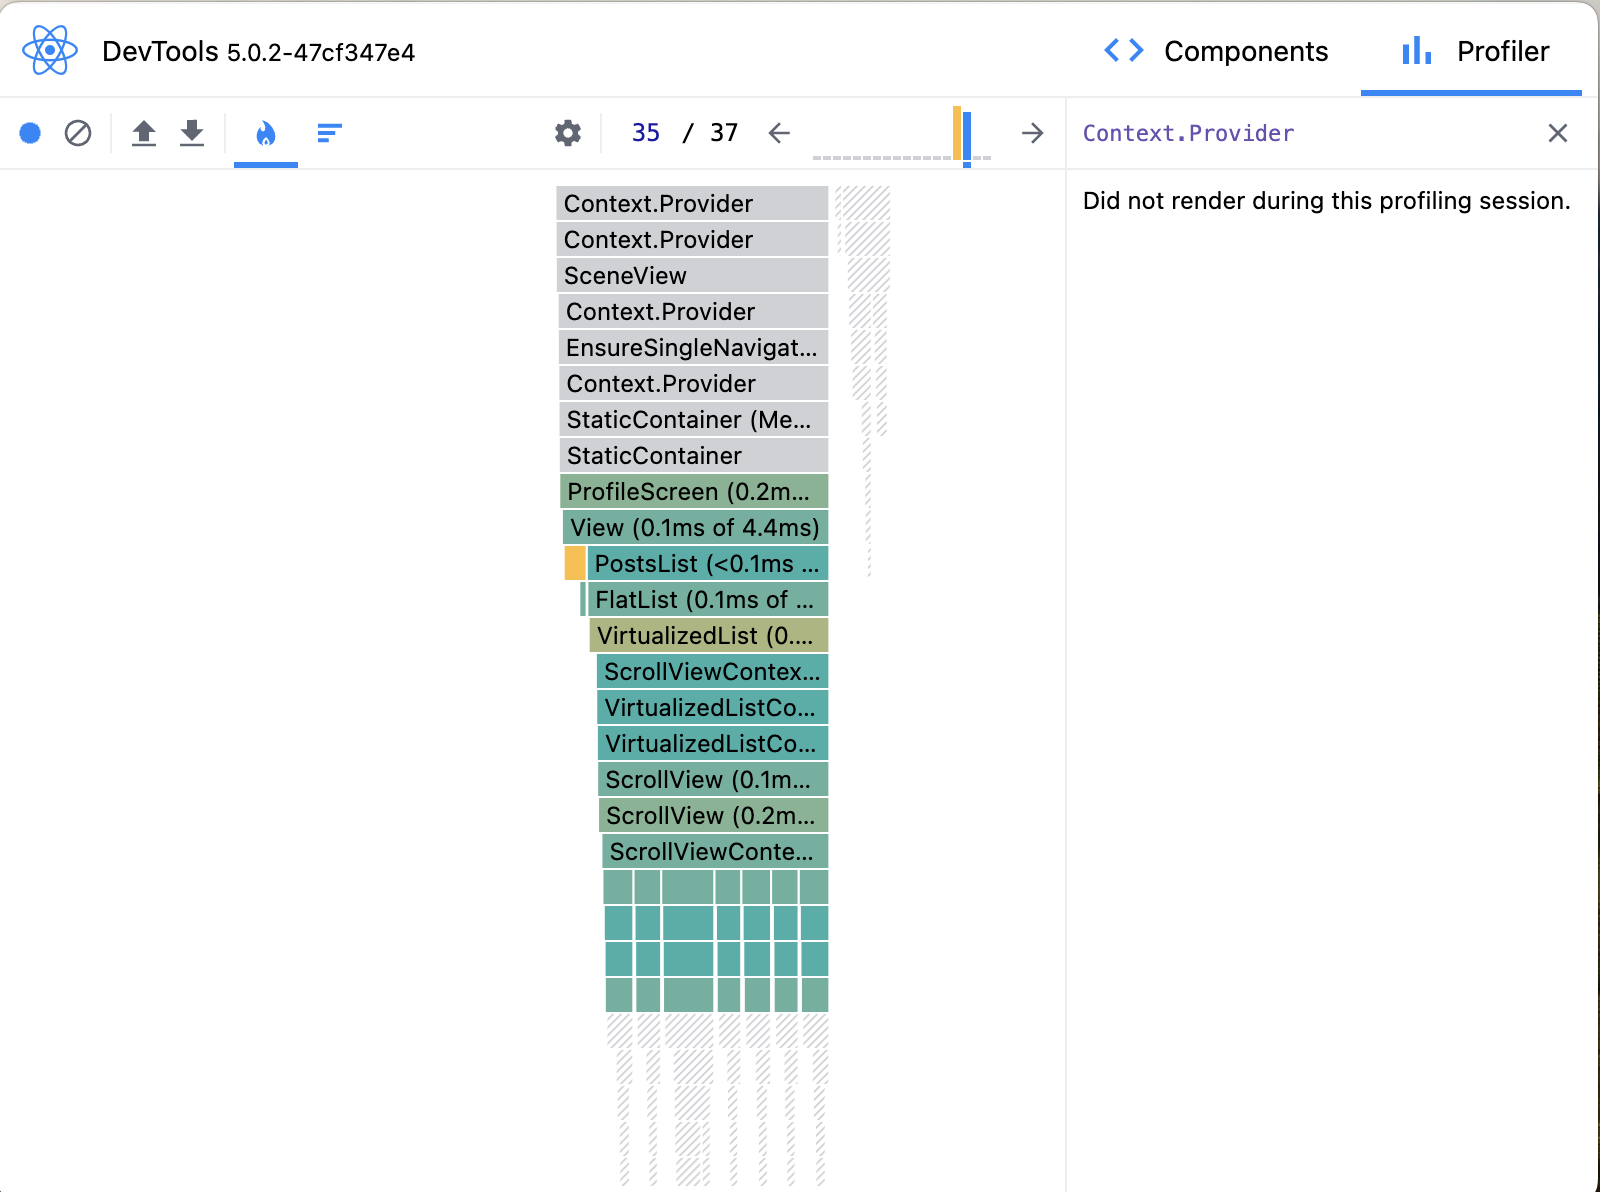 DevTools 5.0.2-47cf347e4
Components
Profiler
35 / 37
Context.Provider
Did not render during this profiling session.
Context.Provider
Context.Provider
SceneView
Context.Provider
EnsureSingleNavigat...
Context.Provider
StaticContainer (Me...
StaticContainer
ProfileScreen (0.2m...
View (0.1ms of 4.4ms)
PostsList (<0.1ms ...
FlatList (0.1ms of ...
VirtualizedList (0....
ScrollViewContex...
VirtualizedListCo...
VirtualizedListCo...
ScrollView (0.1m...
ScrollView (0.2m...
ScrollViewConte...